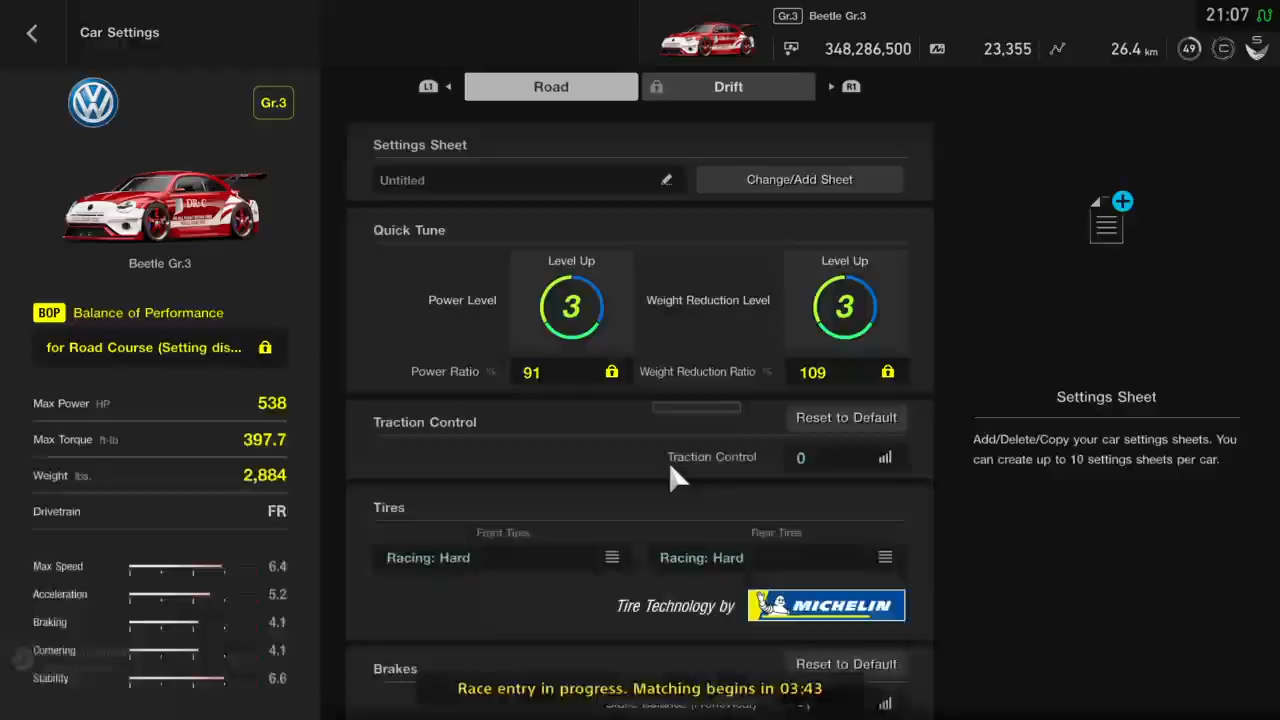 Car Settings
Gr.3 Beetle Gr.3
21:07
348,286,500
23,355
26.4 km
49
C
S
L1
Road
Drift
R1
Gr.3
DR:C
Beetle Gr.3
BOP Balance of Performance
for Road Course (Setting dis...
Max Power HP 538
Max Torque ft-lb 397.7
Weight lbs. 2,884
Drivetrain FR
Max Speed 6.4
Acceleration 5.2
Braking 4.1
Cornering 4.1
Stability 6.6
Settings Sheet
Untitled
Change/Add Sheet
Quick Tune
Level Up
Level Up
Power Level 3
Weight Reduction Level 3
Power Ratio % 91
Weight Reduction Ratio % 109
Traction Control
Reset to Default
Traction Control 0
Tires
Front Tires
Rear Tires
Racing: Hard
Racing: Hard
Tire Technology by MICHELIN
Brakes
Reset to Default
Race entry in progress. Matching begins in 03:43
Settings Sheet
Add/Delete/Copy your car settings sheets. You
can create up to 10 settings sheets per car.